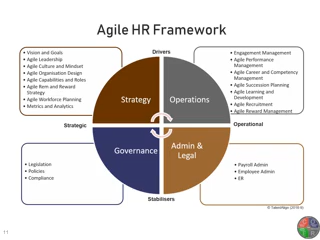 Agile HR Framework
Drivers
• Vision and Goals
• Agile Leadership
• Agile Culture and Mindset
• Agile Organisation Design
• Agile Capabilities and Roles
• Agile Rem and Reward
Strategy
• Agile Workforce Planning
• Metrics and Analytics
• Engagement Management
• Agile Performance
Management
• Agile Career and Competency
Management
• Agile Succession Planning
• Agile Learning and
Development
• Agile Recruitment
• Agile Reward Management
Strategy
Operations
Strategic
Operational
Governance
Admin &
Legal
• Legislation
• Policies
• Compliance
• Payroll Admin
• Employee Admin
• ER
Stabilisers
11